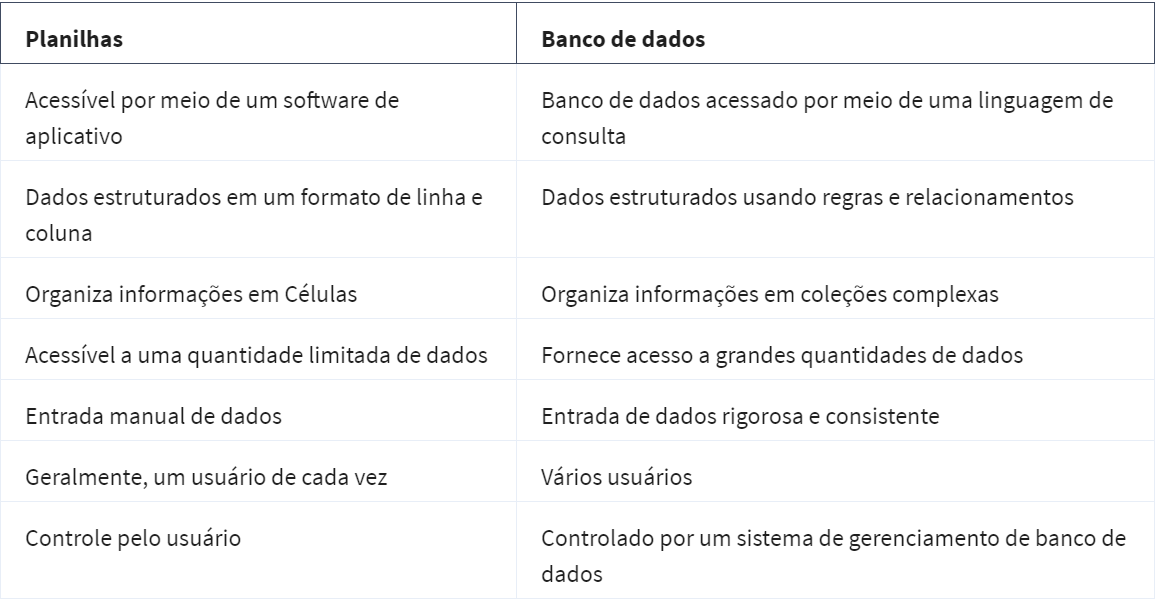 Planilhas
Banco de dados
Acessível por meio de um software de
aplicativo
Banco de dados acessado por meio de uma linguagem de
consulta
Dados estruturados em um formato de linha e
coluna
Dados estruturados usando regras e relacionamentos
Organiza informações em Células
Organiza informações em coleções complexas
Acessível a uma quantidade limitada de dados
Fornece acesso a grandes quantidades de dados
Entrada manual de dados
Entrada de dados rigorosa e consistente
Geralmente, um usuário de cada vez
Vários usuários
Controle pelo usuário
Controlado por um sistema de gerenciamento de banco de
dados